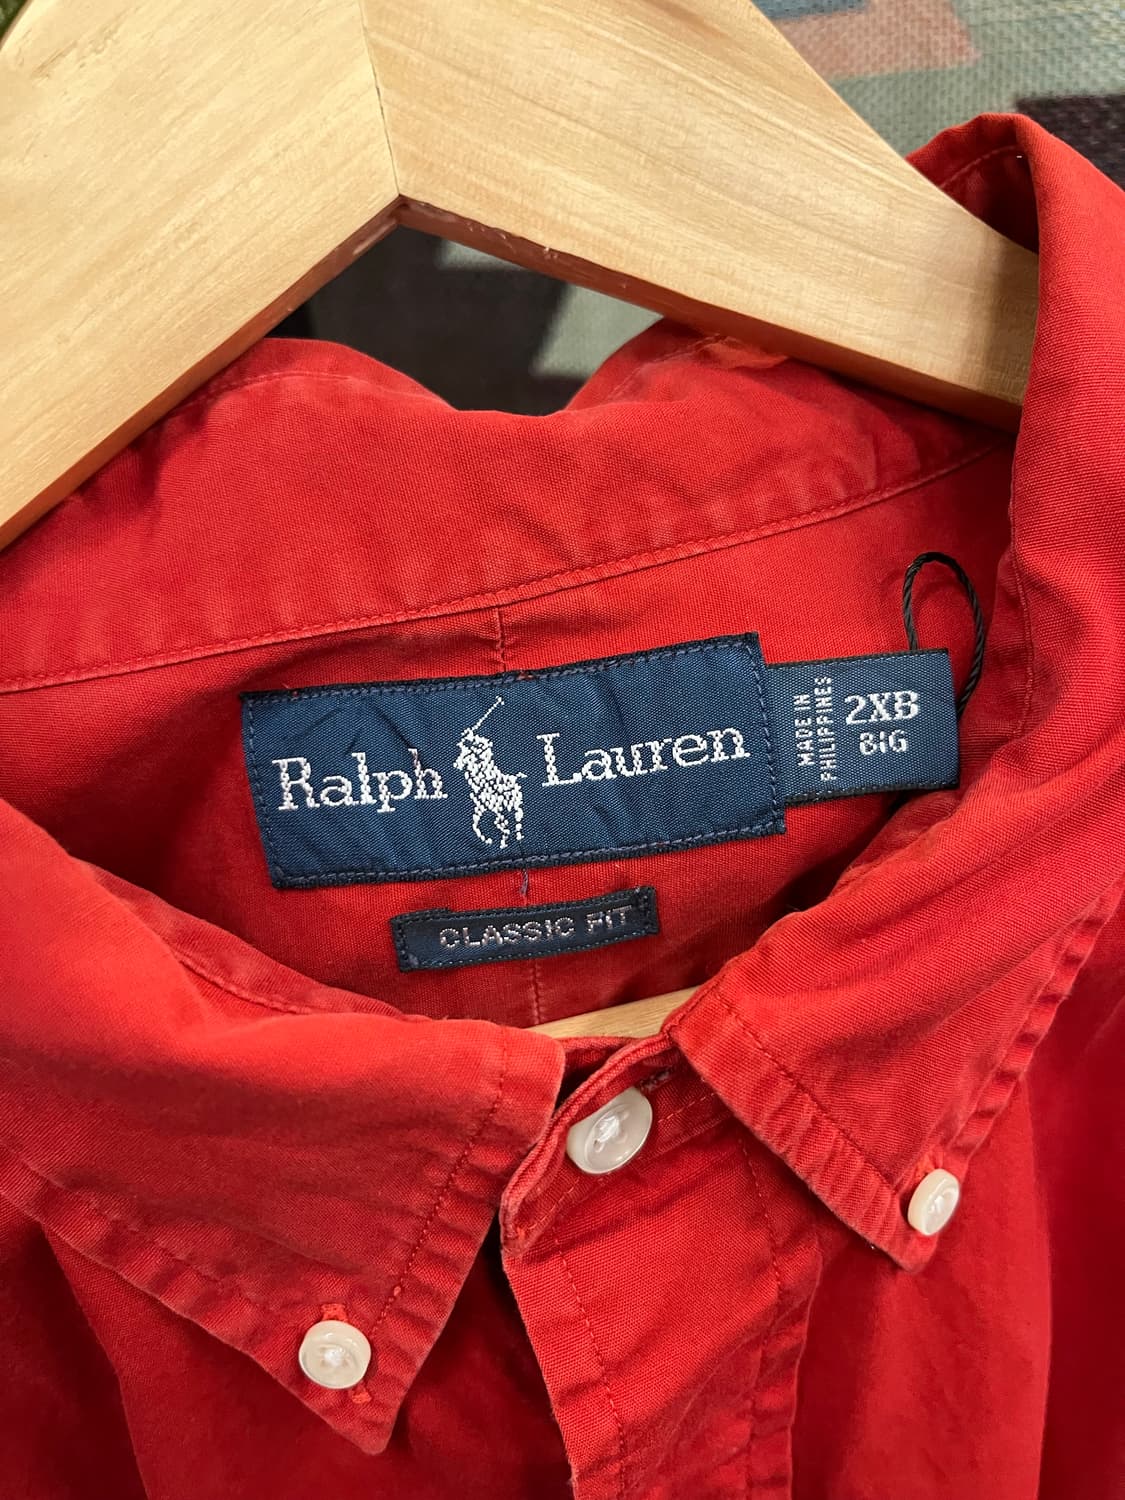 Ralph Lauren
MADE IN
PHILIPPINES
2XB
BIG
CLASSIC FIT